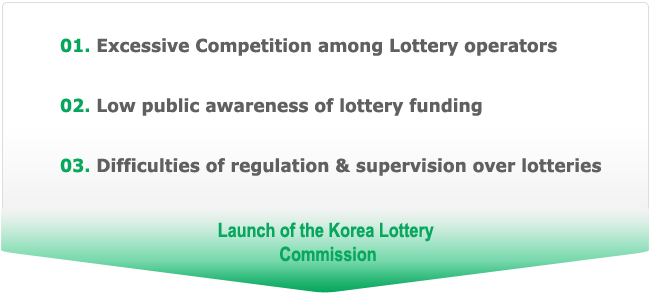 01. Excessive Competition among Lottery operators
02. Low public awareness of lottery funding
03. Difficulties of regulation & supervision over lotteries
Launch of the Korea Lottery
Commission